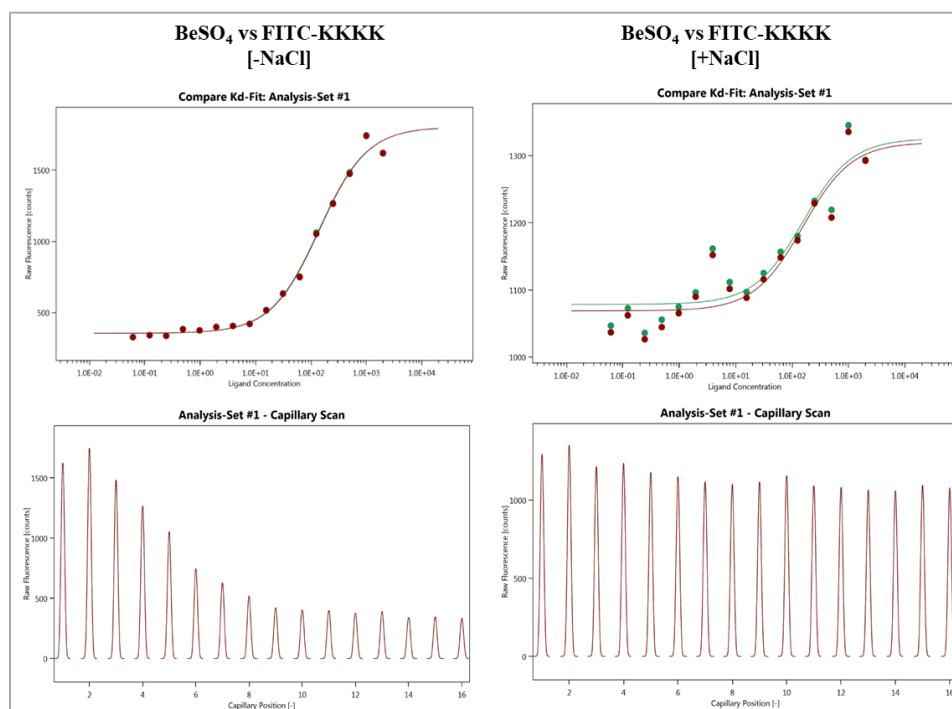 BeSO₄ vs FITC-KKKK
[-NaCl]
Compare Kd-Fit: Analysis-Set #1
Raw Fluorescence [counts]
1500
1000
500
1.0E-02 1.0E-01 1.0E+00 1.0E+01 1.0E+02 1.0E+03 1.0E+04
Ligand Concentration
Analysis-Set #1 - Capillary Scan
Raw Fluorescence [counts]
1500
1000
500
0
2 4 6 8 10 12 14 16
Capillary Position [-]
BeSO₄ vs FITC-KKKK
[+NaCl]
Compare Kd-Fit: Analysis-Set #1
Raw Fluorescence [counts]
1300
1200
1100
1000
1.0E-02 1.0E-01 1.0E+00 1.0E+01 1.0E+02 1.0E+03 1.0E+04
Ligand Concentration
Analysis-Set #1 - Capillary Scan
Raw Fluorescence [counts]
1000
500
0
2 4 6 8 10 12 14 16
Capillary Position [-]